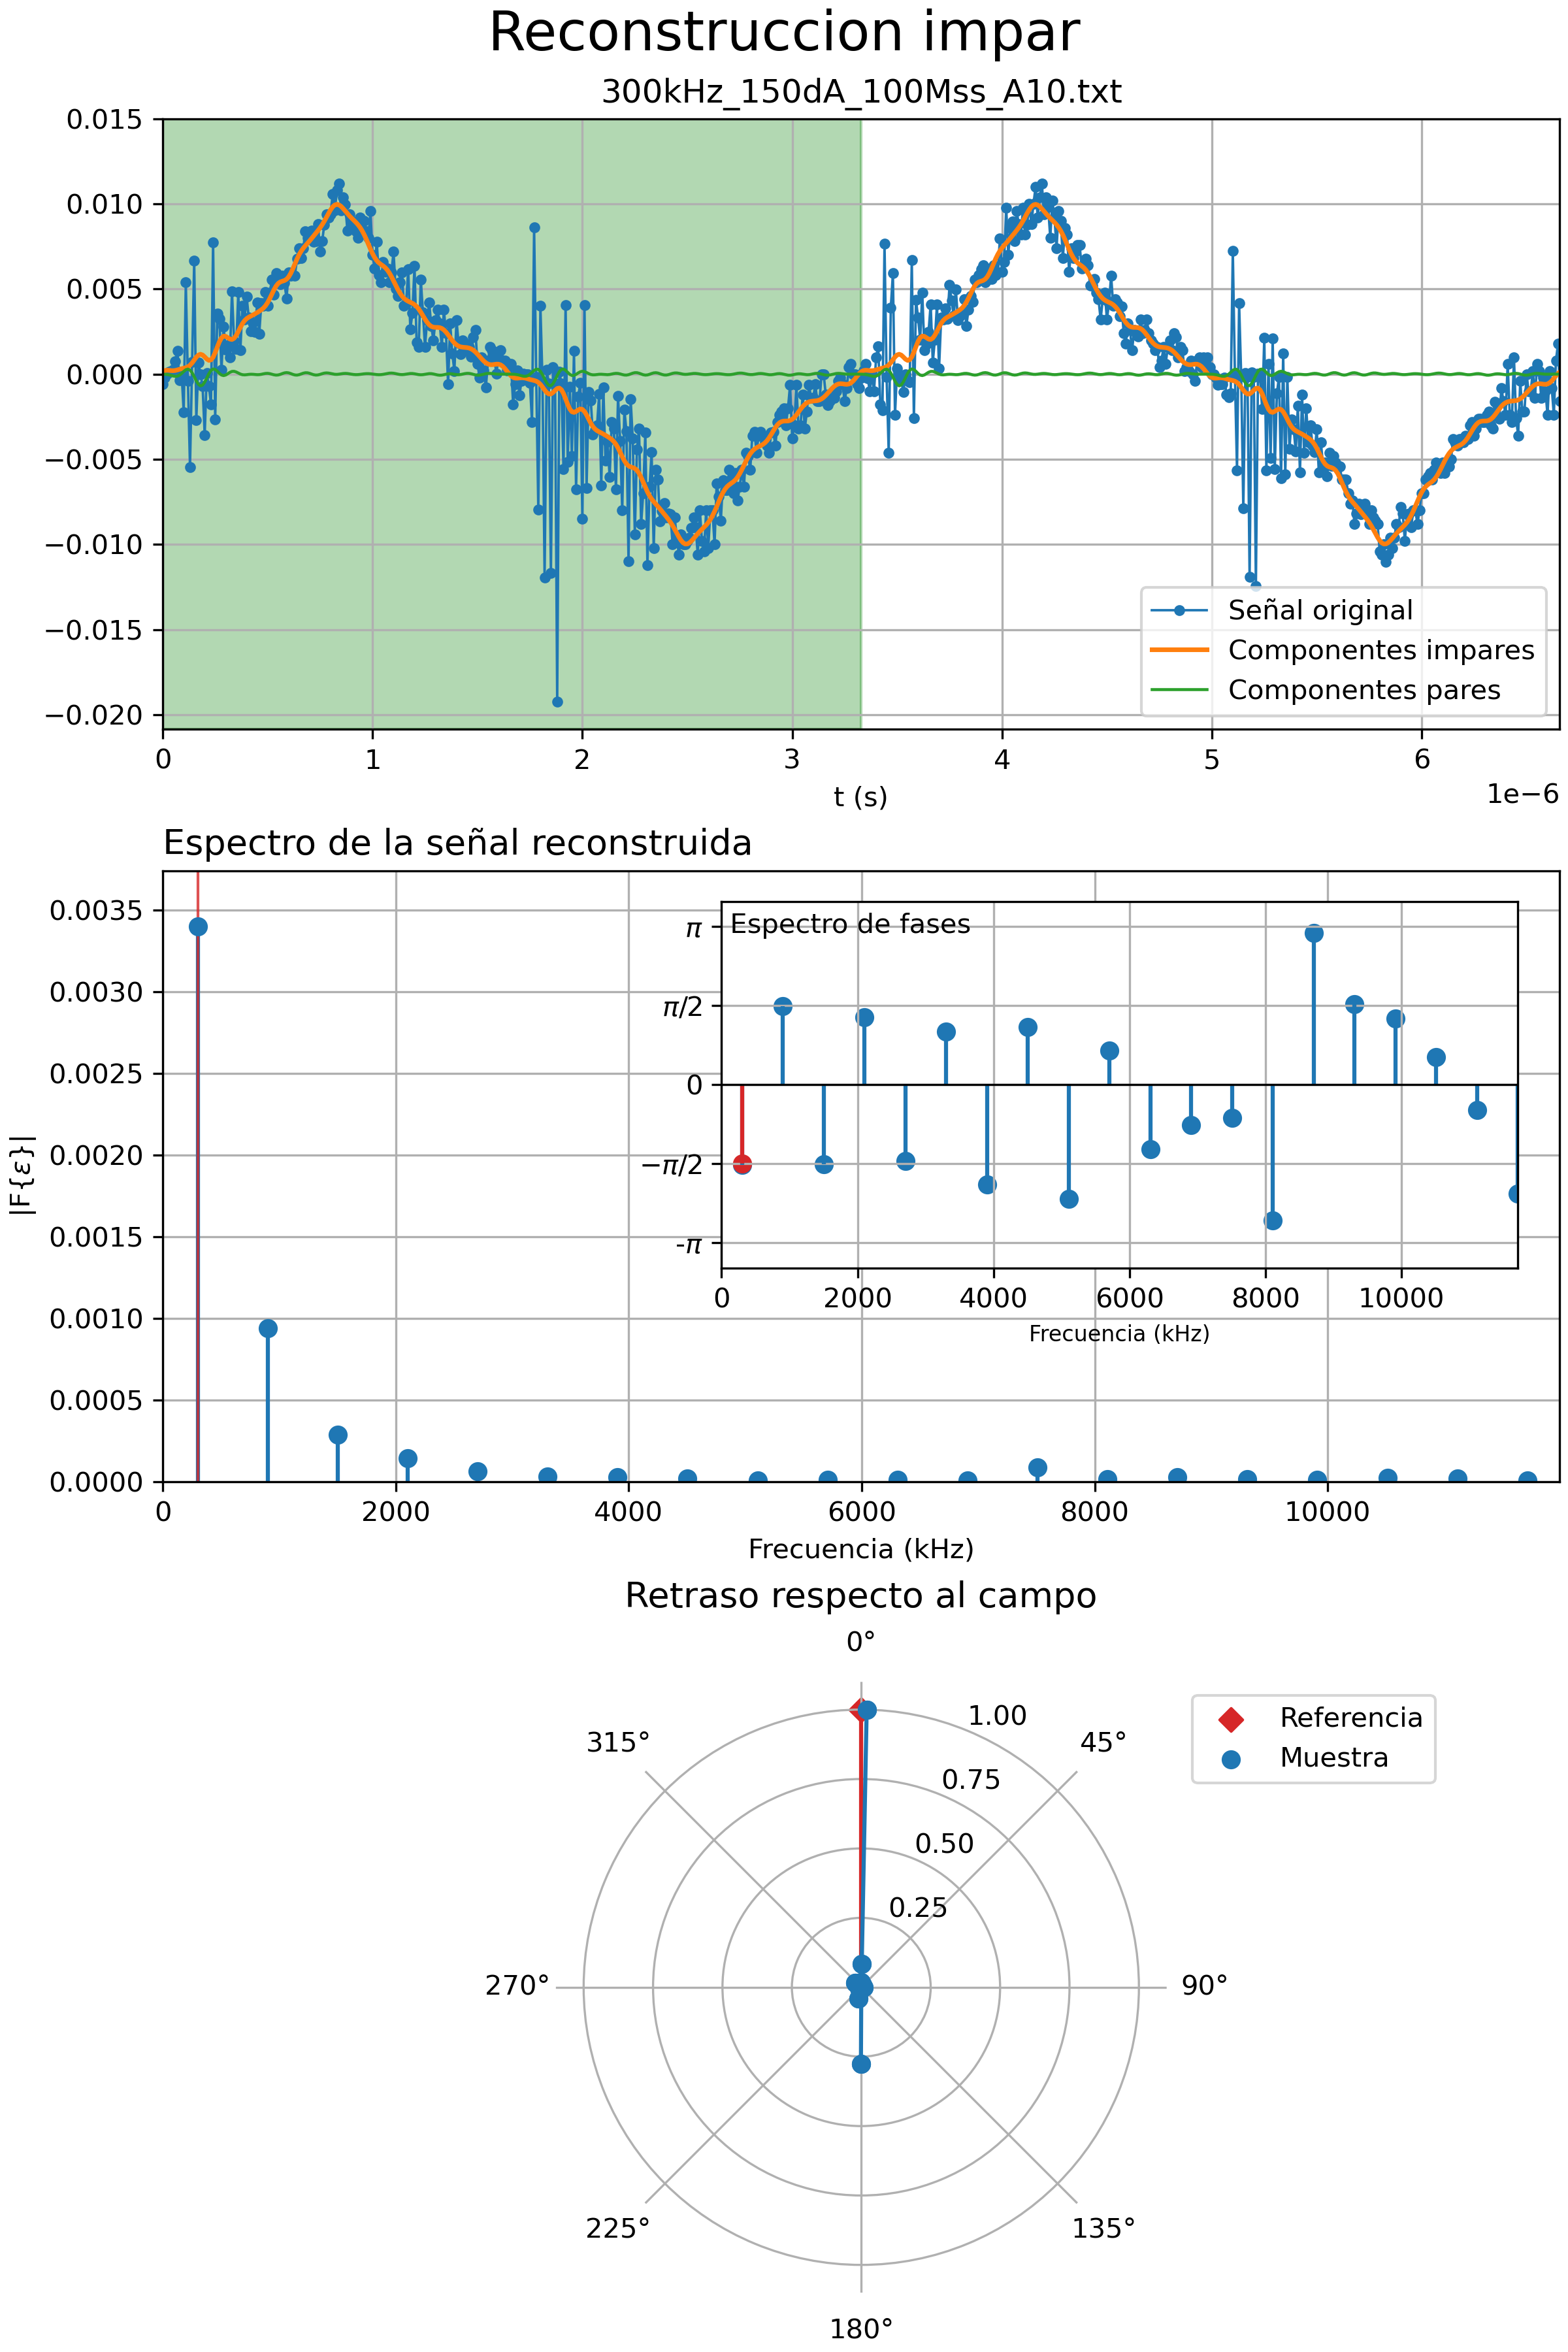 Reconstruccion impar
300kHz_150dA_100Mss_A10.txt
0.015
0.010
0.005
0.000
−0.005
−0.010
−0.015
−0.020
Señal original
Componentes impares
Componentes pares
0 1 2 3 4 5 6
t (s)
1e−6
Espectro de la señal reconstruida
0.0035
0.0030
0.0025
0.0020
0.0015
0.0010
0.0005
0.0000
|F{ε}|
Espectro de fases
π
π/2
0
−π/2
-π
0 2000 4000 6000 8000 10000
Frecuencia (kHz)
0 2000 4000 6000 8000 10000
Frecuencia (kHz)
Retraso respecto al campo
0°
45°
90°
135°
180°
225°
270°
315°
1.00
0.75
0.50
0.25
Referencia
Muestra